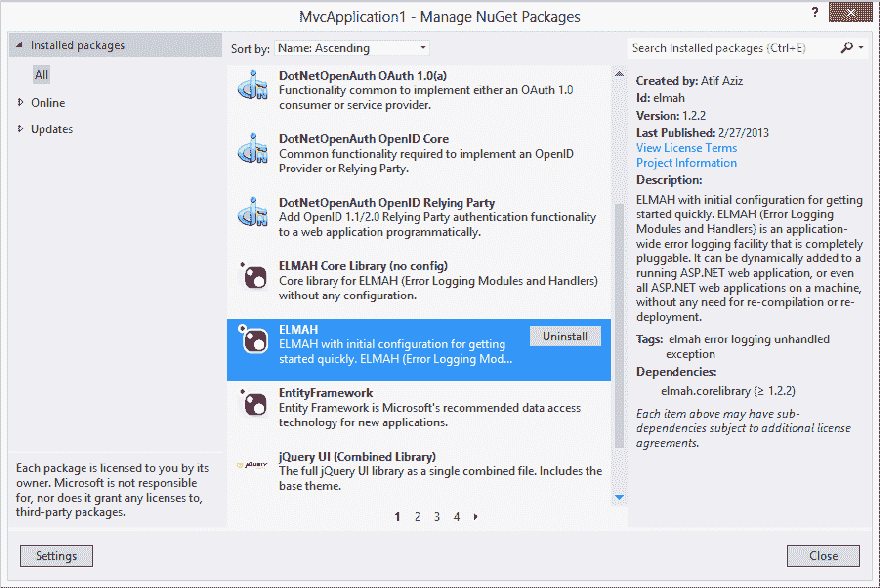 MvcApplication1 - Manage NuGet Packages
?
Installed packages
All
Online
Updates
Each package is licensed to you by its
owner. Microsoft is not responsible
for, nor does it grant any licenses to,
third-party packages.
Sort by: Name: Ascending
DotNetOpenAuth OAuth 1.0(a)
Functionality common to implement either an OAuth 1.0
consumer or service provider.
DotNetOpenAuth OpenID Core
Common functionality required to implement an OpenID
Provider or Relying Party.
DotNetOpenAuth OpenID Relying Party
Add OpenID 1.1/2.0 Relying Party authentication functionality
to a web application programmatically.
ELMAH Core Library (no config)
Core library for ELMAH (Error Logging Modules and Handlers)
without any configuration.
ELMAH
ELMAH with initial configuration for getting
started quickly. ELMAH (Error Logging Mod...
Uninstall
EntityFramework
Entity Framework is Microsoft's recommended data access
technology for new applications.
jQuery
jQuery UI (Combined Library)
The full jQuery UI library as a single combined file. Includes the
base theme.
1 2 3 4
Search Installed packages (Ctrl+E)
Created by: Atif Aziz
Id: elmah
Version: 1.2.2
Last Published: 2/27/2013
View License Terms
Project Information
Description:
ELMAH with initial configuration for getting
started quickly. ELMAH (Error Logging
Modules and Handlers) is an application-
wide error logging facility that is completely
pluggable. It can be dynamically added to a
running ASP.NET web application, or even
all ASP.NET web applications on a machine,
without any need for re-compilation or re-
deployment.
Tags: elmah error logging unhandled
exception
Dependencies:
elmah.corelibrary (≥ 1.2.2)
Each item above may have sub-
dependencies subject to additional license
agreements.
Settings
Close